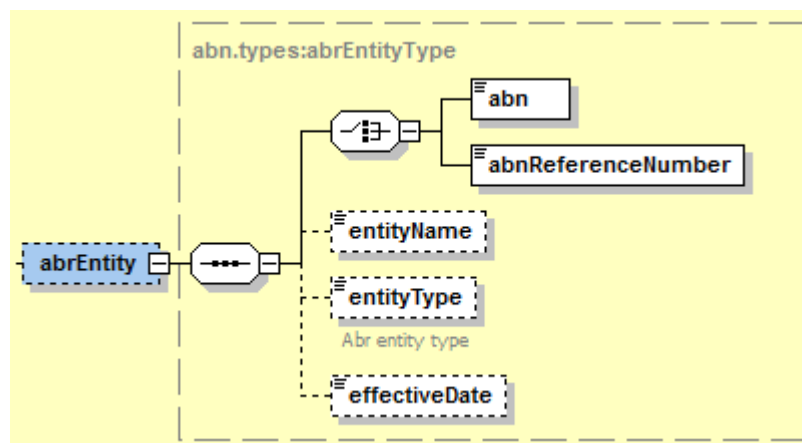 abn.types:abrEntityType
abn
abnReferenceNumber
entityName
abrEntity
entityType
Abr entity type
effectiveDate